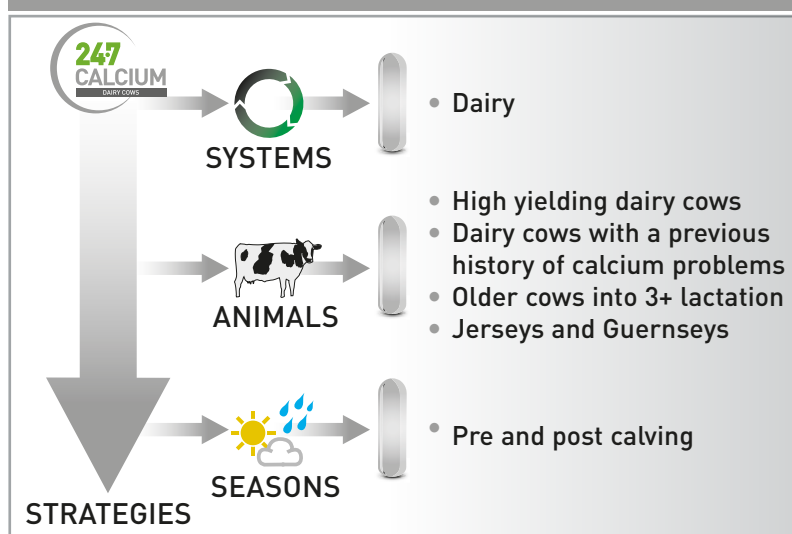 24·7
CALCIUM
DAIRY COWS
SYSTEMS
• Dairy
ANIMALS
• High yielding dairy cows
• Dairy cows with a previous
history of calcium problems
• Older cows into 3+ lactation
• Jerseys and Guernseys
SEASONS
• Pre and post calving
STRATEGIES